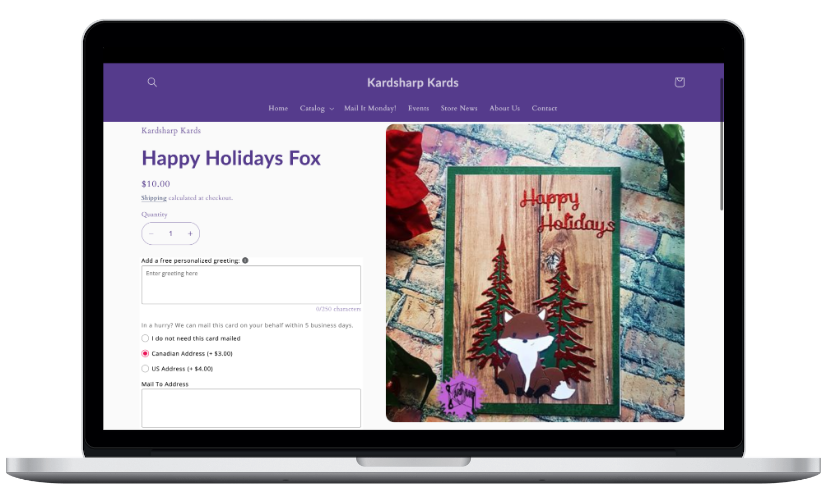 Kardsharp Kards
Home Catalog Mail It Monday! Events Store News About Us Contact
Kardsharp Kards
Happy Holidays Fox
$10.00
Shipping calculated at checkout.
Quantity
− 1 +
Add a free personalized greeting:
Enter greeting here
0/250 characters
In a hurry? We can mail this card on your behalf within 5 business days.
I do not need this card mailed
Canadian Address (+ $3.00)
US Address (+ $4.00)
Mail To Address
Happy
Holidays